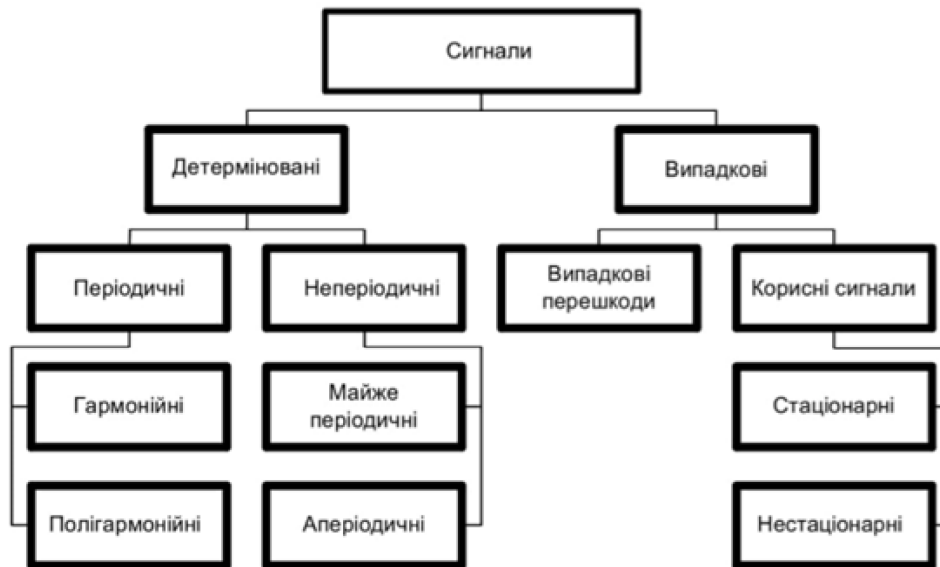 Сигнали
Детерміновані
Випадкові
Періодичні
Неперіодичні
Випадкові
перешкоди
Корисні сигнали
Гармонійні
Майже
періодичні
Стаціонарні
Полігармонійні
Аперіодичні
Нестаціонарні